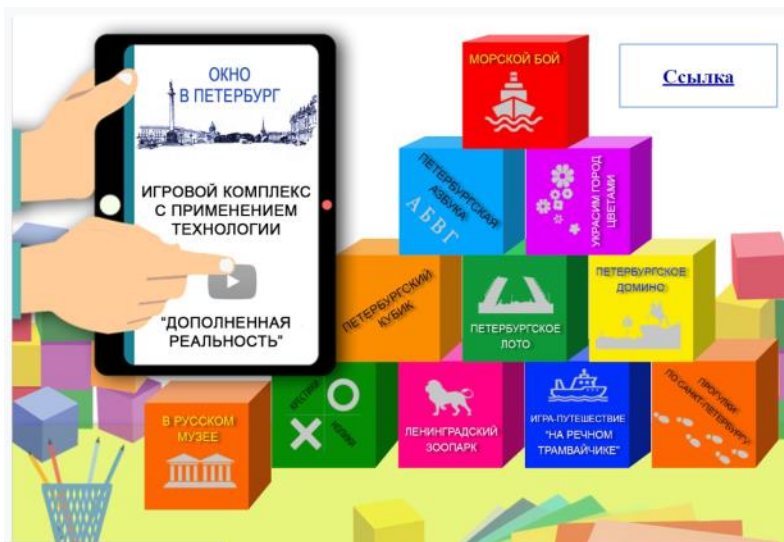 ОКНО
В ПЕТЕРБУРГ
ИГРОВОЙ КОМПЛЕКС
С ПРИМЕНЕНИЕМ
ТЕХНОЛОГИИ
"ДОПОЛНЕННАЯ
РЕАЛЬНОСТЬ"
МОРСКОЙ БОЙ
Ссылка
ПЕТЕРБУРГСКАЯ
АЗБУКА
АБВГ
УКРАСИМ ГОРОД
ЦВЕТАМИ
ПЕТЕРБУРГСКИЙ
КУБИК
ПЕТЕРБУРГСКОЕ
ЛОТО
ПЕТЕРБУРГСКОЕ
ДОМИНО
В РУССКОМ
МУЗЕЕ
КРЕСТИКИ
НОЛИКИ
ЛЕНИНГРАДСКИЙ
ЗООПАРК
ИГРА-ПУТЕШЕСТВИЕ
"НА РЕЧНОМ
ТРАМВАЙЧИКЕ"
ПРОГУЛКИ
ПО САНКТ-ПЕТЕРБУРГУ